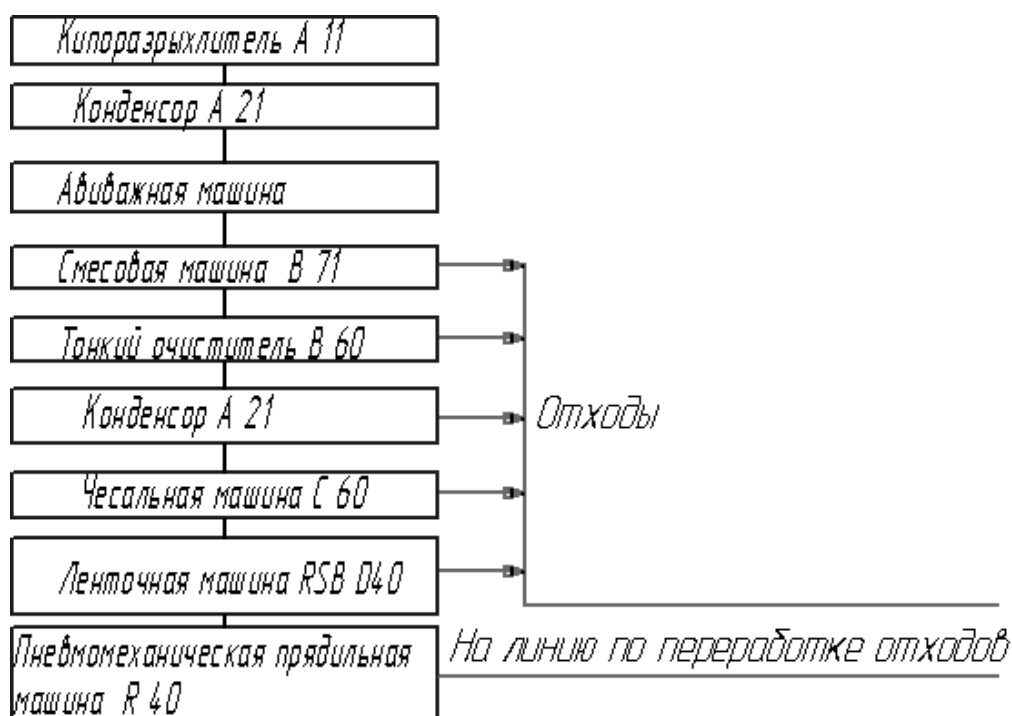 Кипоразрыхлитель А 11
Конденсор А 21
Авиважная машина
Смесовая машина В 71
Тонкий очиститель В 60
Конденсор А 21
Отходы
Чесальная машина С 60
Ленточная машина RSB D40
На линию по переработке отходов
Пневмомеханическая прядильная
машина R 40